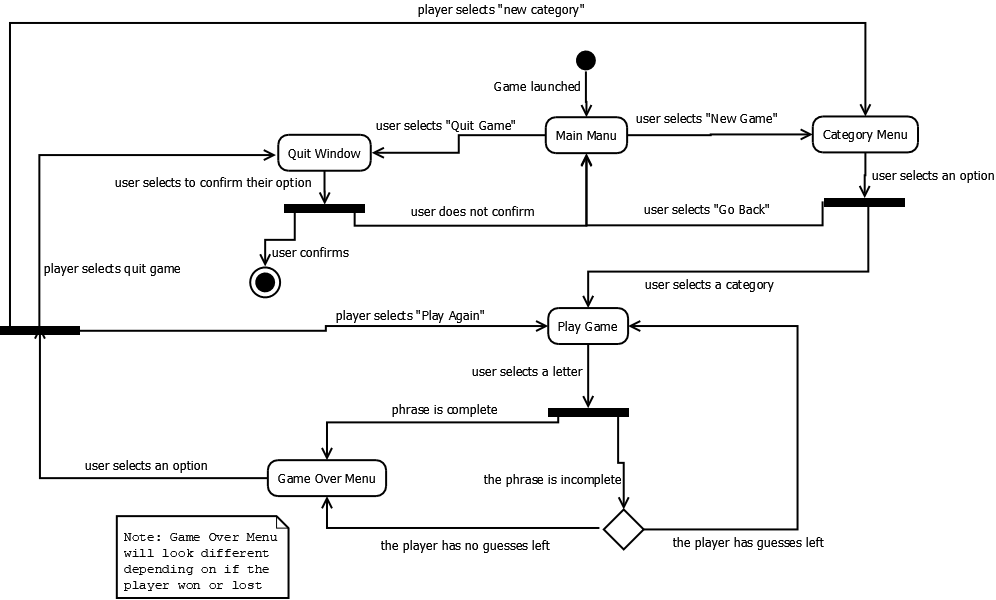 player selects "new category"
Game launched
user selects "Quit Game"
Main Manu
user selects "New Game"
Category Menu
Quit Window
user selects to confirm their option
user selects an option
user does not confirm
user selects "Go Back"
user confirms
player selects quit game
user selects a category
player selects "Play Again"
Play Game
user selects a letter
phrase is complete
user selects an option
Game Over Menu
the phrase is incomplete
the player has no guesses left
the player has guesses left
Note: Game Over Menu
will look different
depending on if the
player won or lost